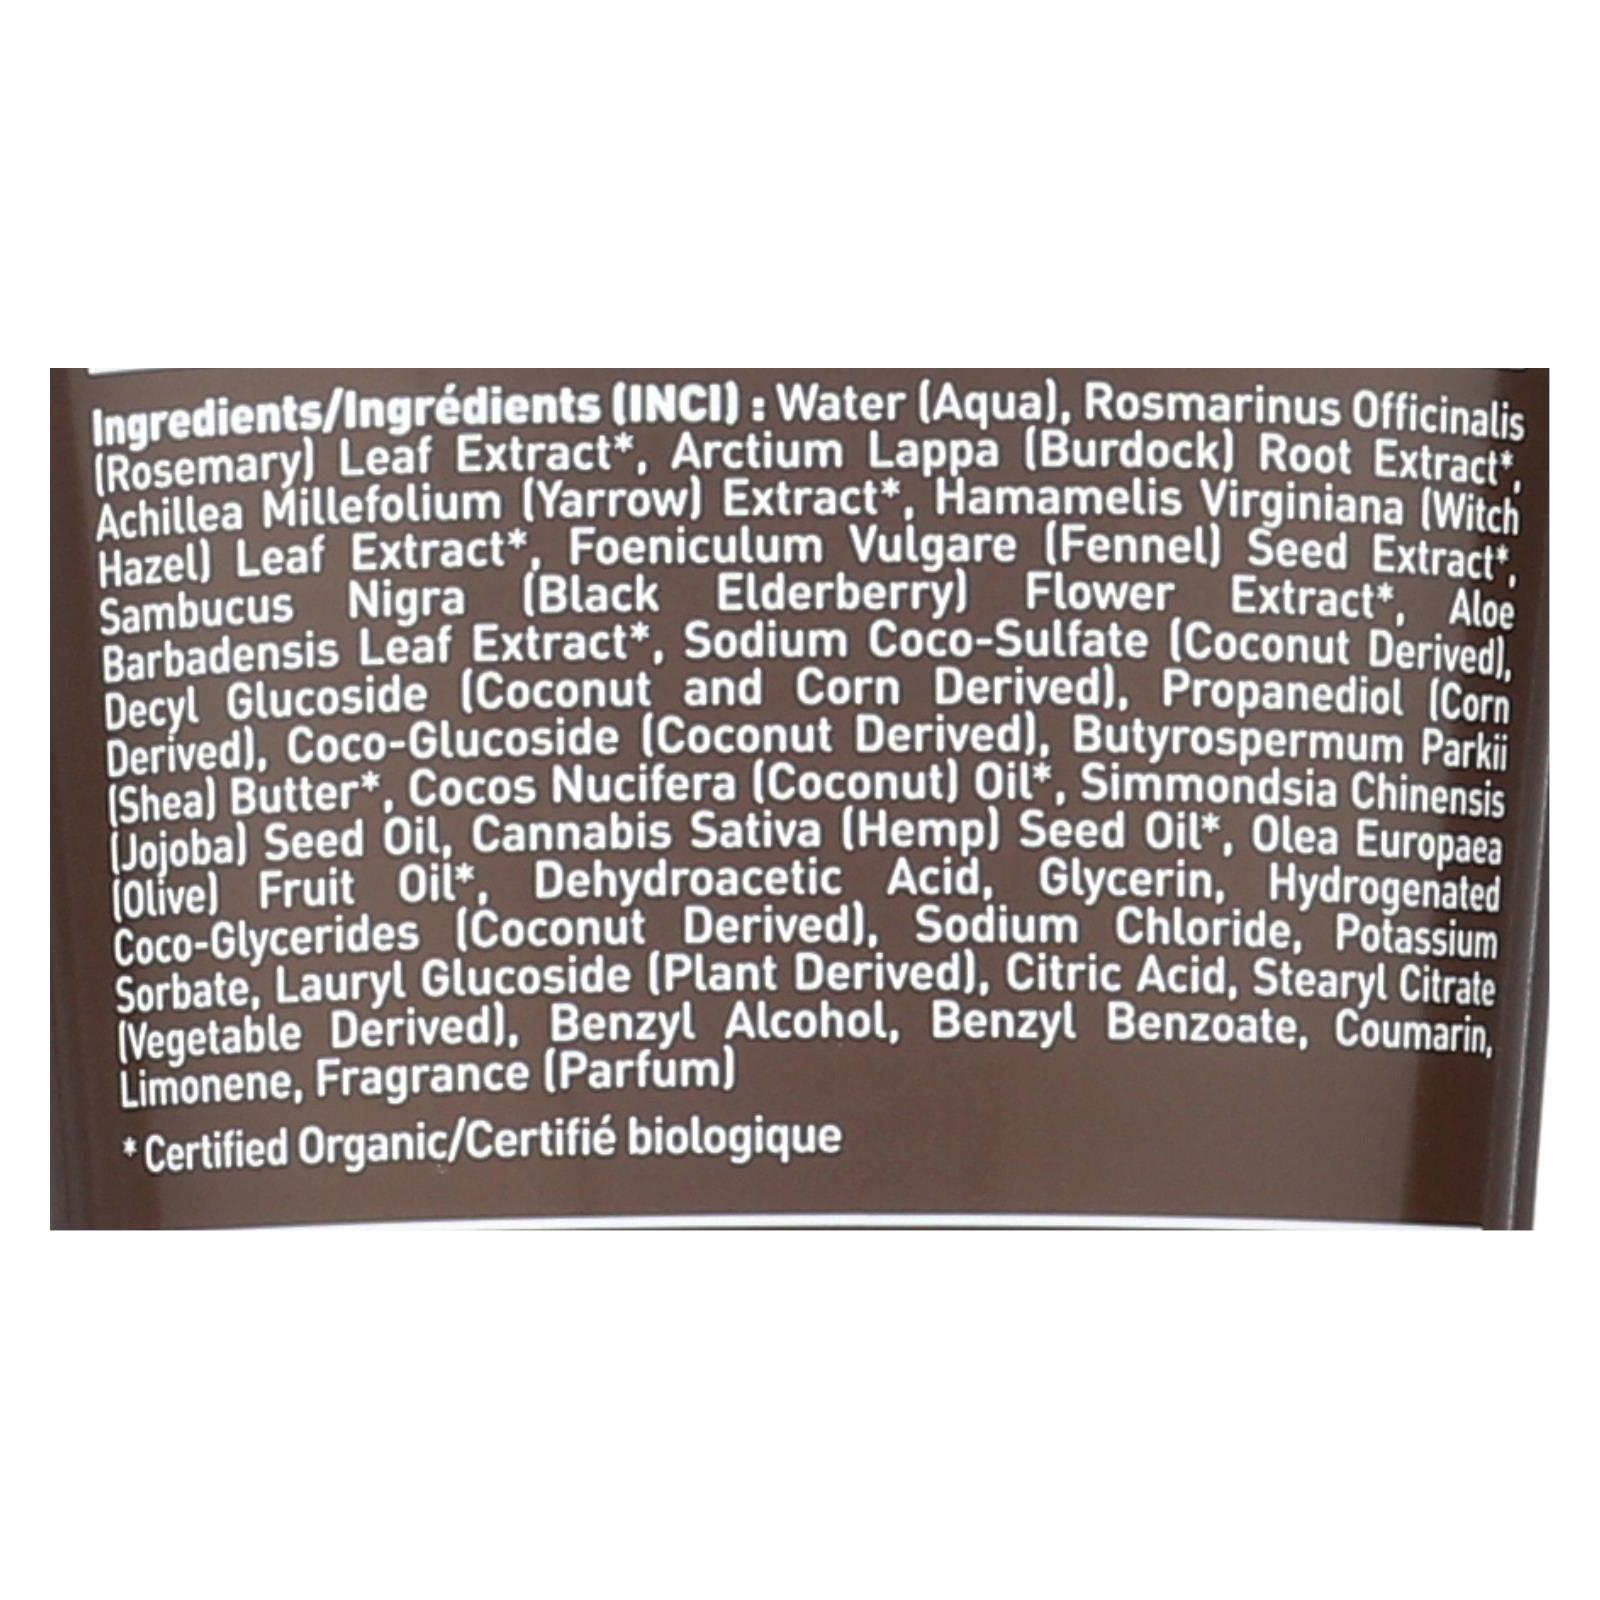 Ingredients/Ingrédients (INCI) : Water (Aqua), Rosmarinus Officinalis
(Rosemary) Leaf Extract*, Arctium Lappa (Burdock) Root Extract*,
Achillea Millefolium (Yarrow) Extract*, Hamamelis Virginiana (Witch
Hazel) Leaf Extract*, Foeniculum Vulgare (Fennel) Seed Extract*,
Sambucus Nigra (Black Elderberry) Flower Extract*, Aloe
Barbadensis Leaf Extract*, Sodium Coco-Sulfate (Coconut Derived),
Decyl Glucoside (Coconut and Corn Derived), Propanediol (Corn
Derived), Coco-Glucoside (Coconut Derived), Butyrospermum Parkii
(Shea) Butter*, Cocos Nucifera (Coconut) Oil*, Simmondsia Chinensis
(Jojoba) Seed Oil, Cannabis Sativa (Hemp) Seed Oil*, Olea Europaea
(Olive) Fruit Oil*, Dehydroacetic Acid, Glycerin, Hydrogenated
Coco-Glycerides (Coconut Derived), Sodium Chloride, Potassium
Sorbate, Lauryl Glucoside (Plant Derived), Citric Acid, Stearyl Citrate
(Vegetable Derived), Benzyl Alcohol, Benzyl Benzoate, Coumarin,
Limonene, Fragrance (Parfum)
* Certified Organic/Certifié biologique